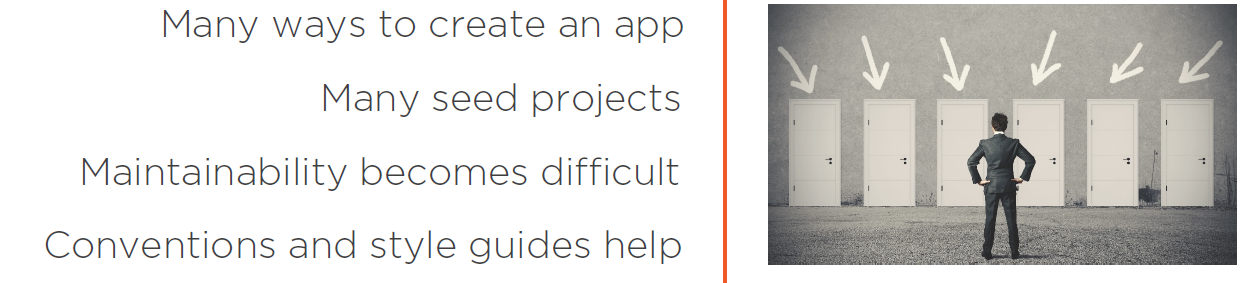 Many ways to create an app
Many seed projects
Maintainability becomes difficult
Conventions and style guides help